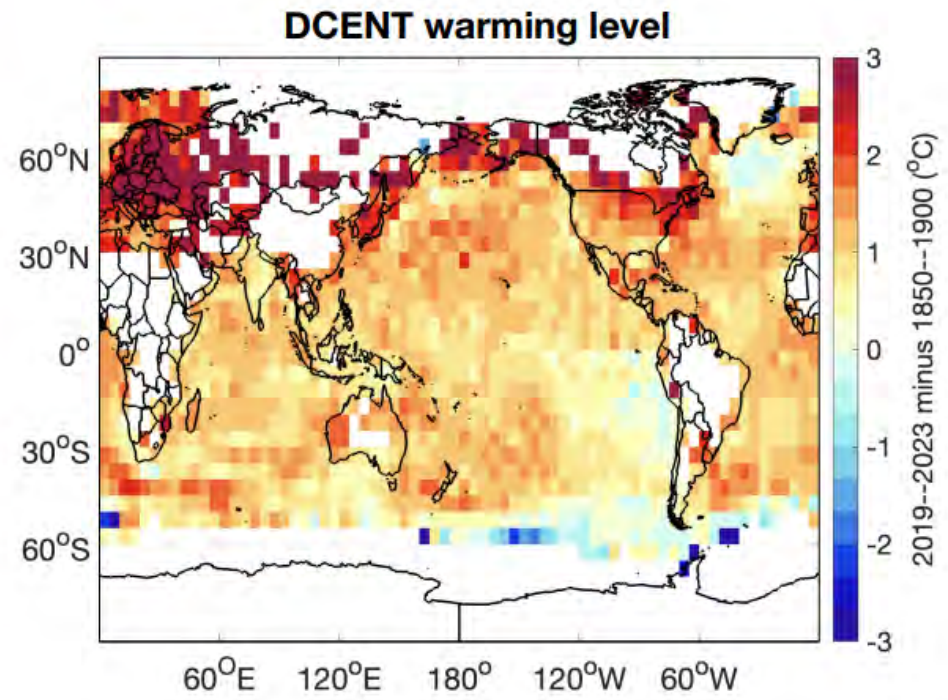 DCENT warming level
3
60°N
2
30°N
1
0°
0
30°S
-1
60°S
-2
-3
60°E 120°E 180° 120°W 60°W
2019--2023 minus 1850--1900 (°C)